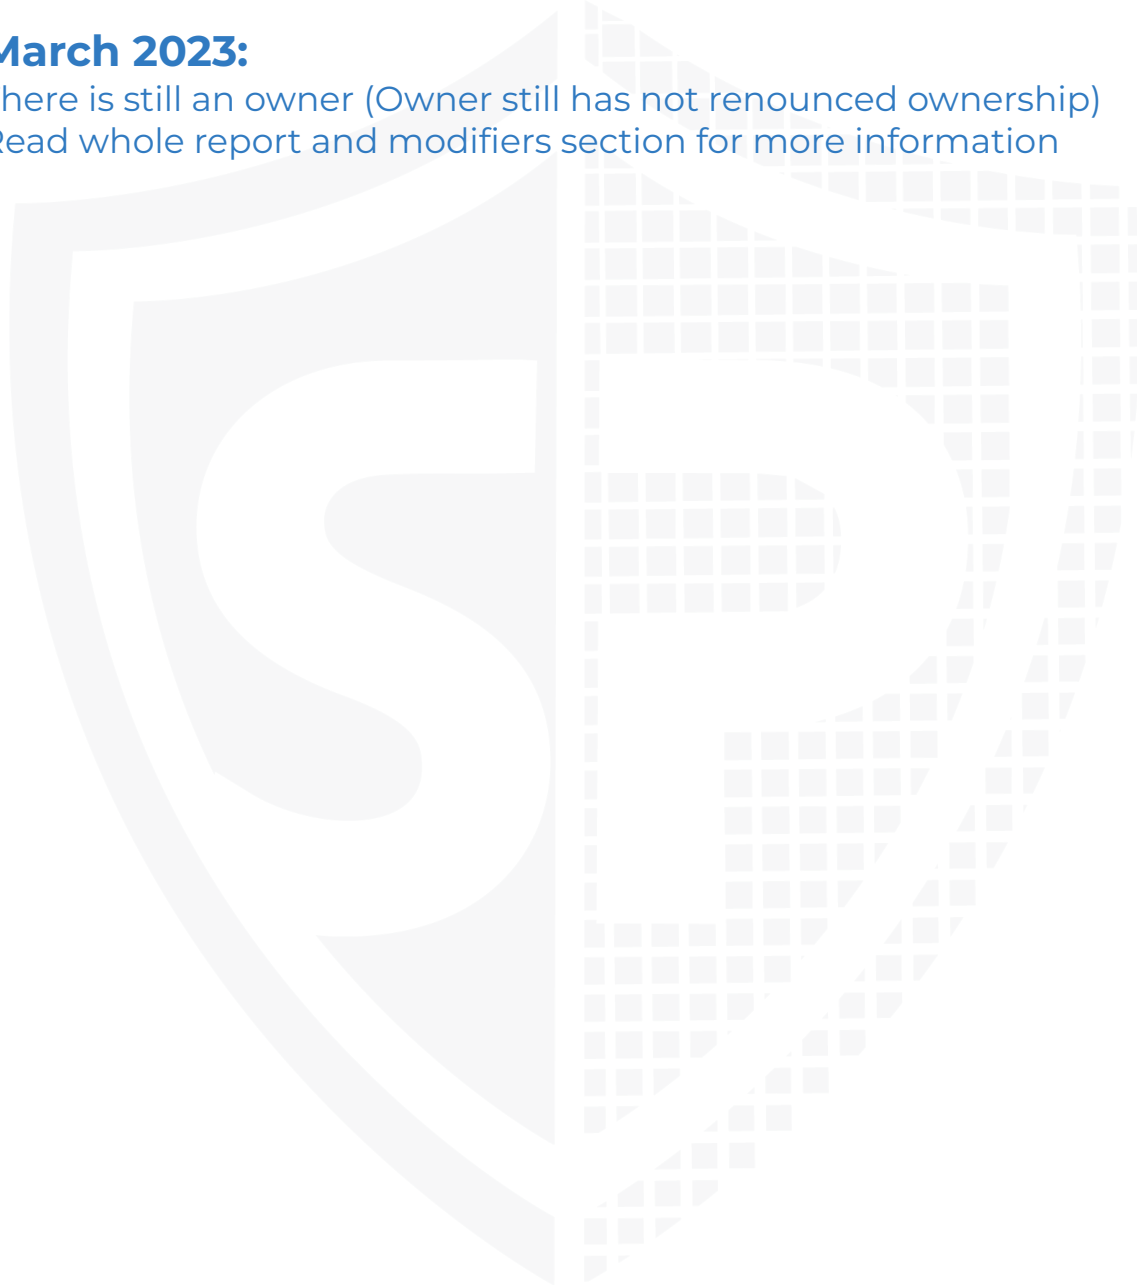 March 2023:
here is still an owner (Owner still has not renounced ownership)
Read whole report and modifiers section for more information
SP